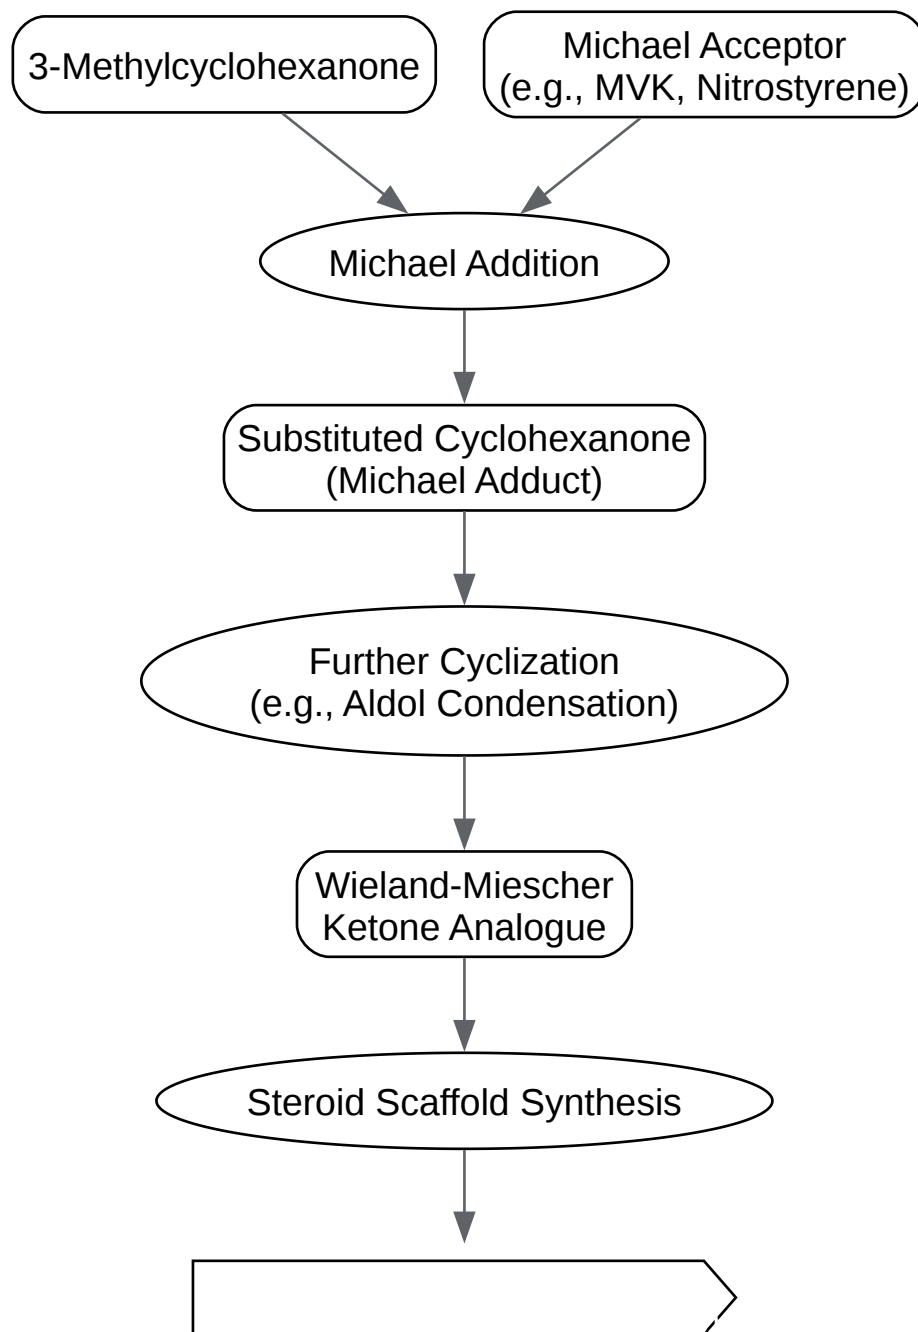 3-Methylcyclohexanone
Michael Acceptor
(e.g., MVK, Nitrostyrene)
Michael Addition
Substituted Cyclohexanone
(Michael Adduct)
Further Cyclization
(e.g., Aldol Condensation)
Wieland-Miescher
Ketone Analogue
Steroid Scaffold Synthesis